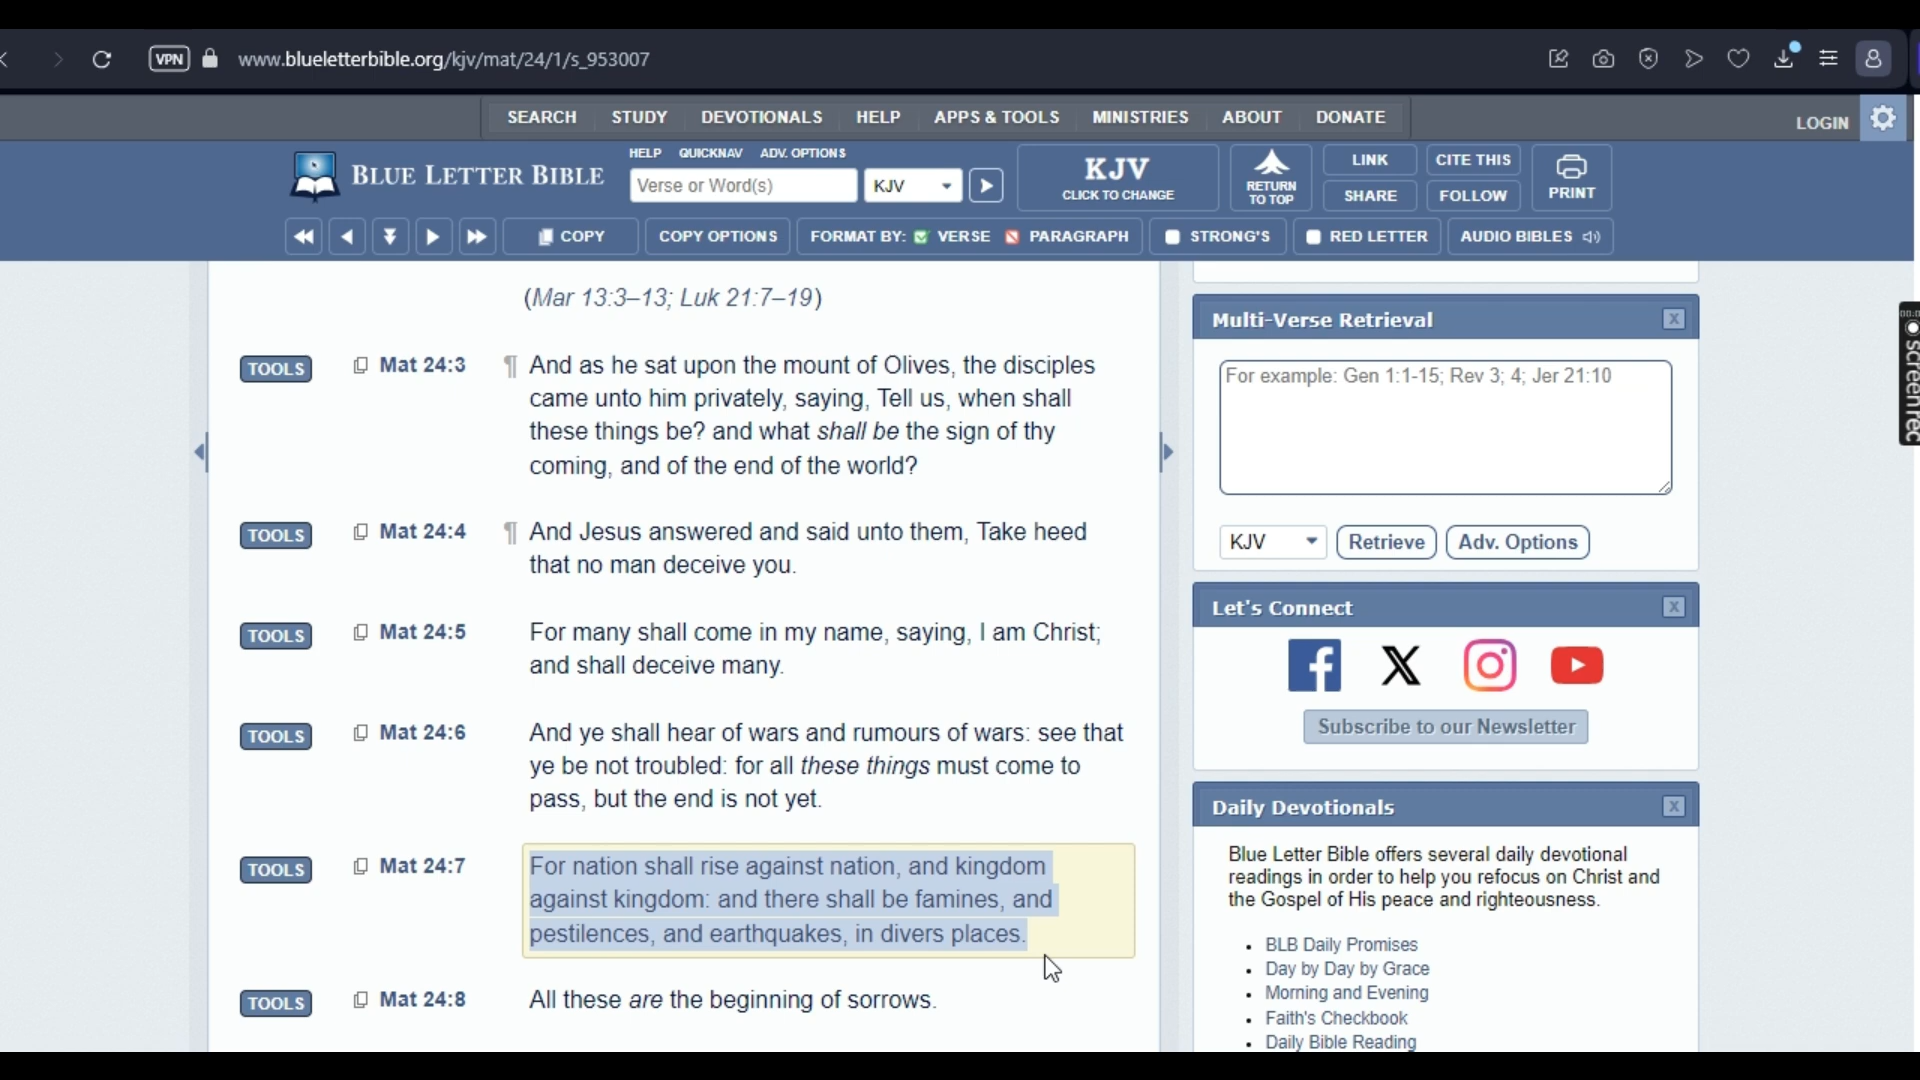 VPN www.blueletterbible.org/kjv/mat/24/1/s_953007
SEARCH STUDY DEVOTIONALS HELP APPS & TOOLS MINISTRIES ABOUT DONATE
LOGIN
BLUE LETTER BIBLE
HELP QUICKNAV ADV. OPTIONS
Verse or Word(s) KJV
KJV
CLICK TO CHANGE
RETURN
TO TOP
LINK CITE THIS
SHARE FOLLOW
PRINT
COPY COPY OPTIONS FORMAT BY: VERSE PARAGRAPH STRONG'S RED LETTER AUDIO BIBLES
(Mar 13:3–13; Luk 21:7–19)
TOOLS Mat 24:3 ¶ And as he sat upon the mount of Olives, the disciples
came unto him privately, saying, Tell us, when shall
these things be? and what shall be the sign of thy
coming, and of the end of the world?
TOOLS Mat 24:4 ¶ And Jesus answered and said unto them, Take heed
that no man deceive you.
TOOLS Mat 24:5 For many shall come in my name, saying, I am Christ;
and shall deceive many.
TOOLS Mat 24:6 And ye shall hear of wars and rumours of wars: see that
ye be not troubled: for all these things must come to
pass, but the end is not yet.
TOOLS Mat 24:7 For nation shall rise against nation, and kingdom
against kingdom: and there shall be famines, and
pestilences, and earthquakes, in divers places.
TOOLS Mat 24:8 All these are the beginning of sorrows.
Multi-Verse Retrieval X
For example: Gen 1:1-15; Rev 3; 4; Jer 21:10
KJV Retrieve Adv. Options
Let's Connect X
Subscribe to our Newsletter
Daily Devotionals X
Blue Letter Bible offers several daily devotional
readings in order to help you refocus on Christ and
the Gospel of His peace and righteousness.
• BLB Daily Promises
• Day by Day by Grace
• Morning and Evening
• Faith's Checkbook
• Daily Bible Reading
screenrec